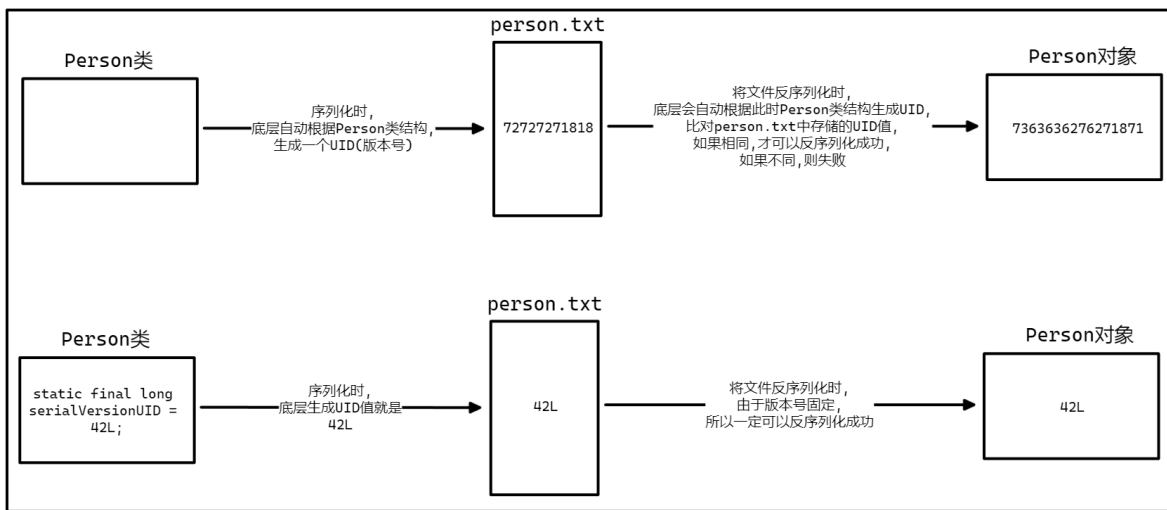 person.txt
Person类
Person对象
序列化时,
底层自动根据Person类结构,
生成一个UID(版本号)
72727271818
将文件反序列化时,
底层会自动根据此时Person类结构生成UID,
比对person.txt中存储的UID值,
如果相同,才可以反序列化成功,
如果不同,则失败
7363636276271871
person.txt
Person类
Person对象
static final long
serialVersionUID =
42L;
序列化时,
底层生成UID值就是
42L
42L
将文件反序列化时,
由于版本号固定,
所以一定可以反序列化成功
42L